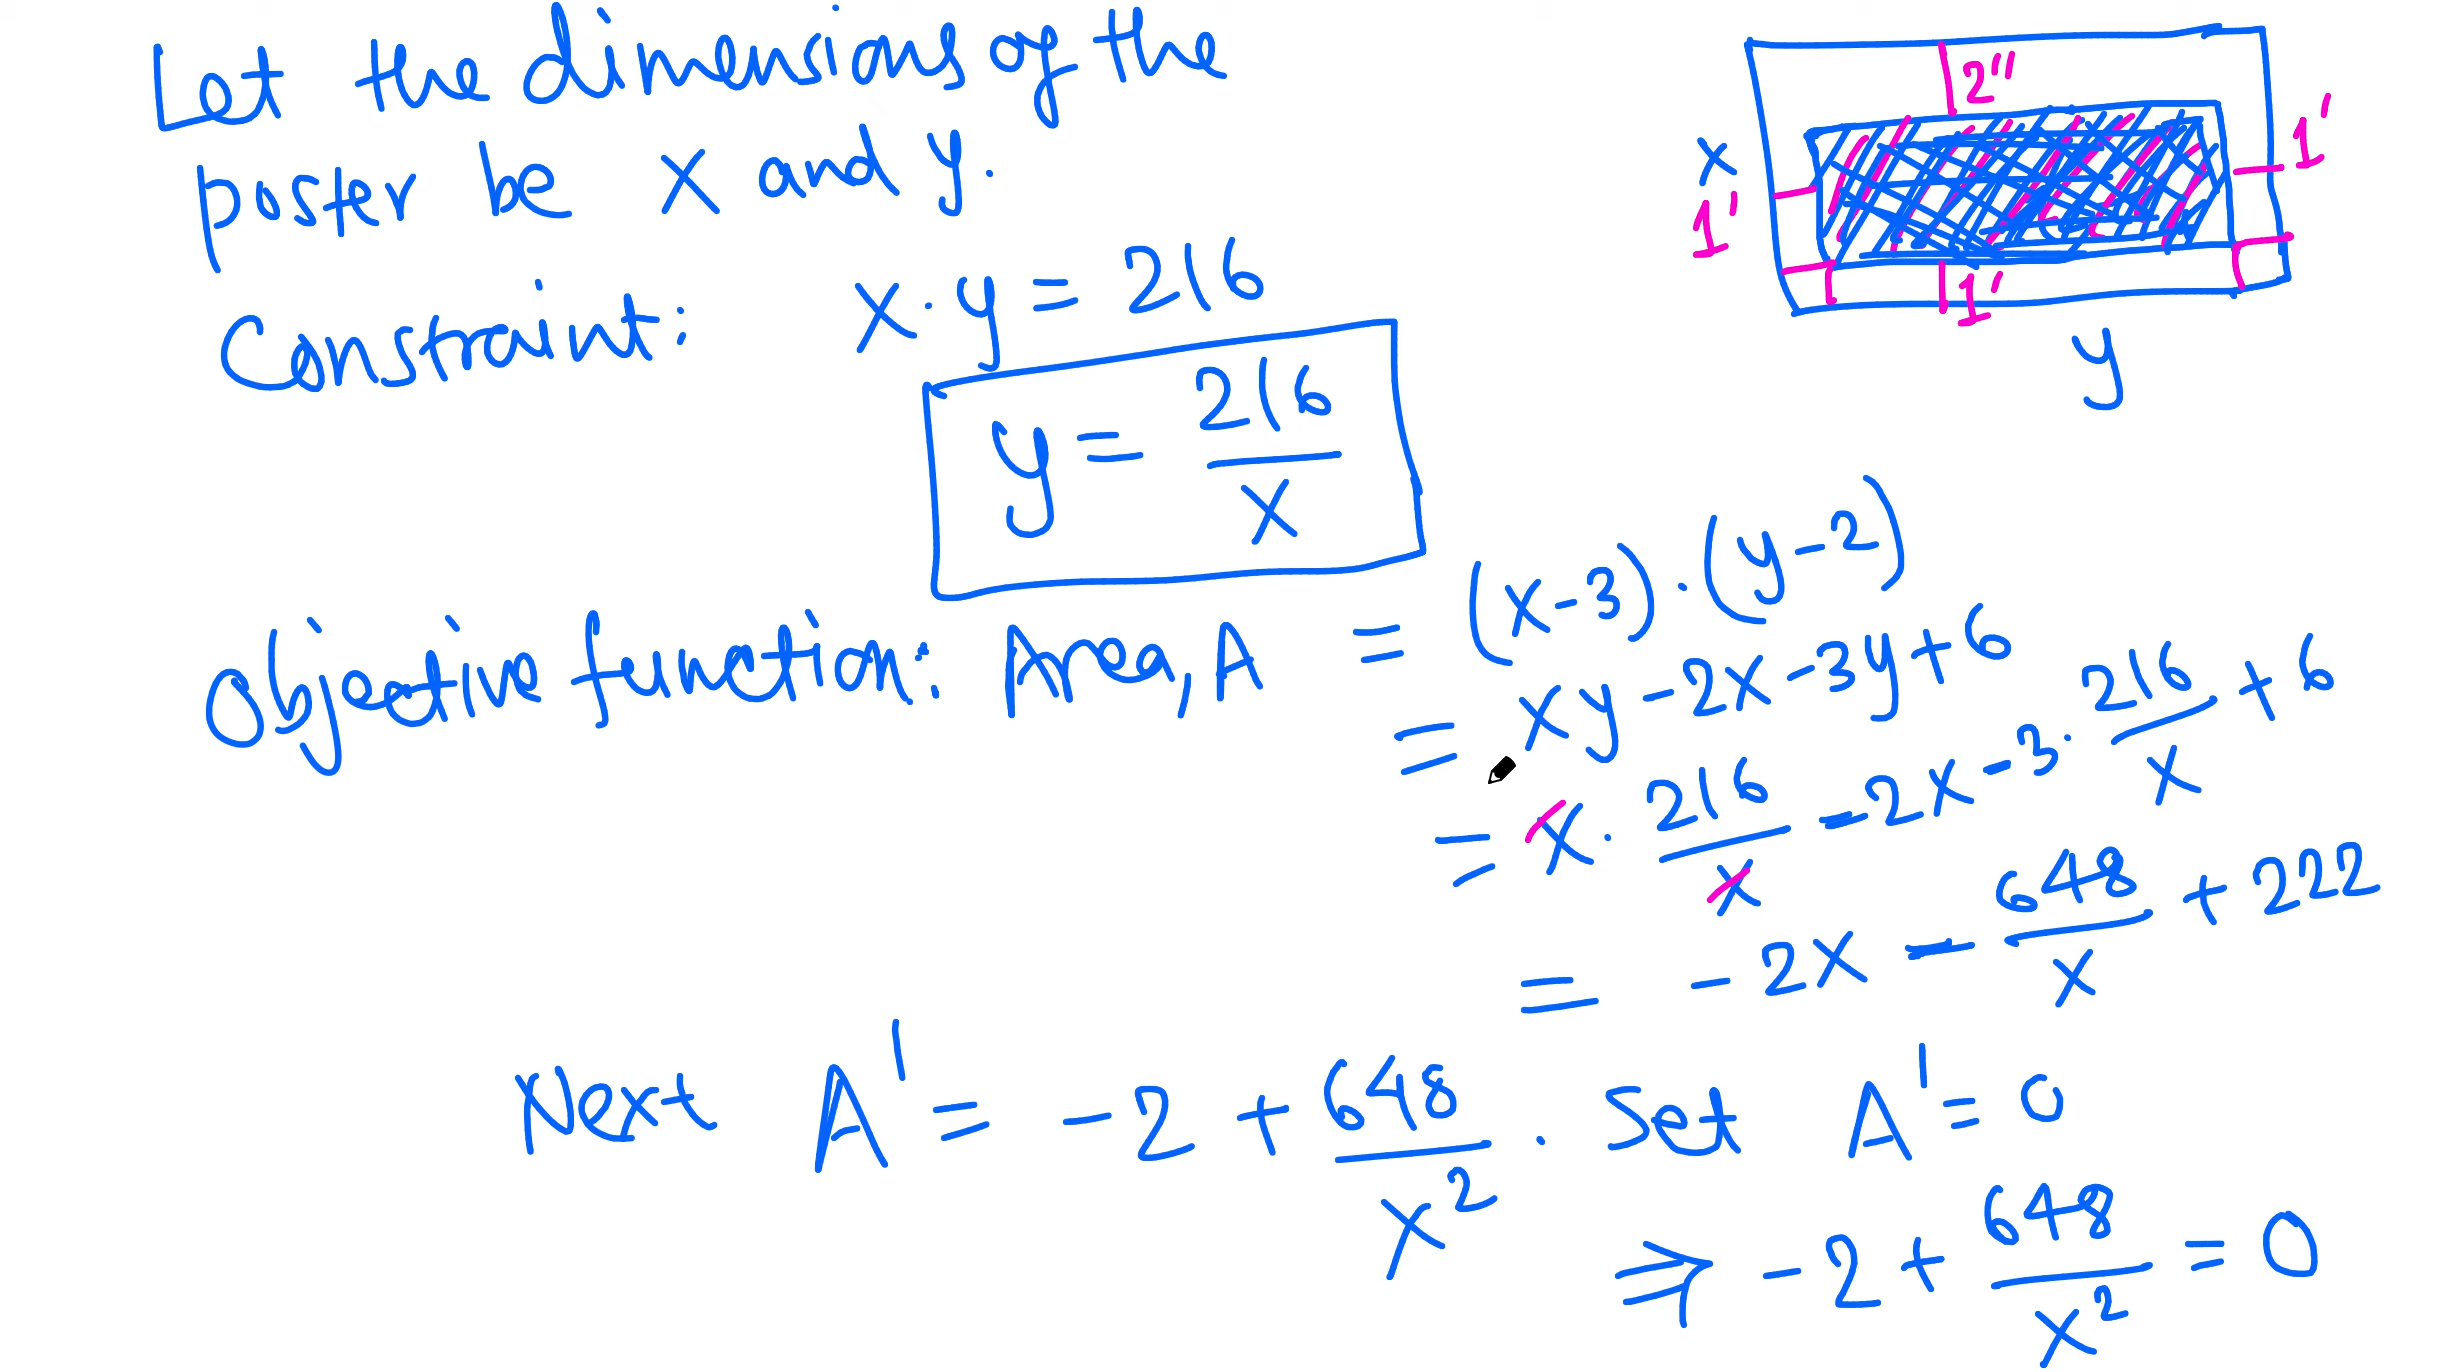 Let the dimensions of the
poster be x and y.
Constraint: x · y = 216
y = 216/x
2"
1'
x
1'
1'
y
Objective function: Area, A = (x-3) · (y-2)
= xy - 2x - 3y + 6
= x · 216/x - 2x - 3 · 216/x + 6
= - 2x - 648/x + 222
Next A' = - 2 + 648/x² . Set A' = 0
⇒ - 2 + 648/x² = 0